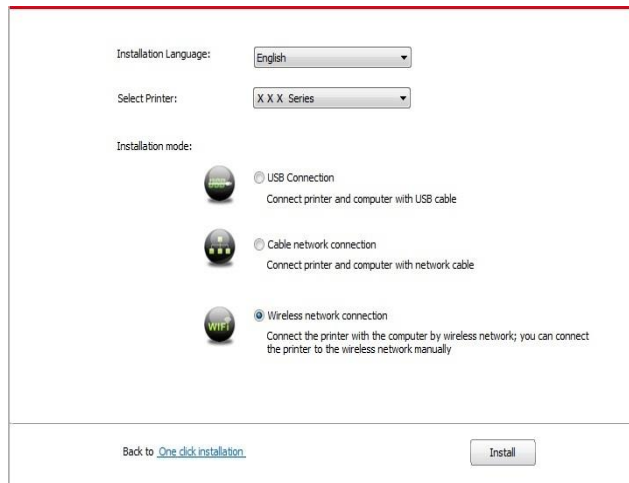 Installation Language:
English
Select Printer:
X X X Series
Installation mode:
USB
USB Connection
Connect printer and computer with USB cable
Cable network connection
Connect printer and computer with network cable
WiFi
Wireless network connection
Connect the printer with the computer by wireless network; you can connect
the printer to the wireless network manually
Back to One click installation
Install